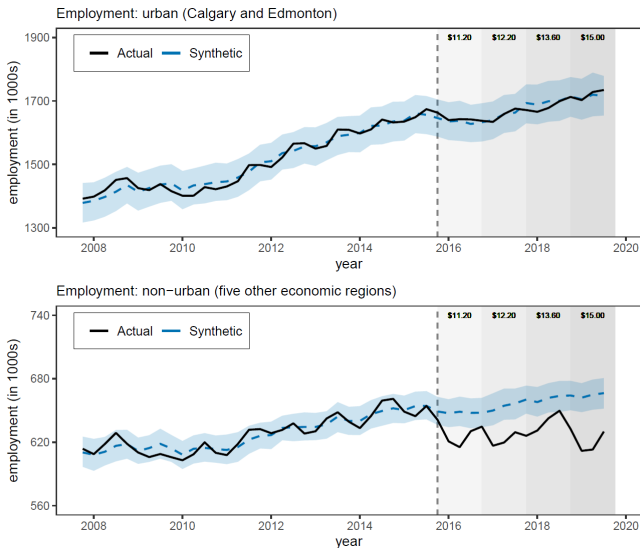 Employment: urban (Calgary and Edmonton)
1900
1700
1500
1300
employment (in 1000s)
Actual Synthetic
$11.20 $12.20 $13.60 $15.00
2008 2010 2012 2014 2016 2018 2020
year
Employment: non-urban (five other economic regions)
740
680
620
560
employment (in 1000s)
Actual Synthetic
$11.20 $12.20 $13.60 $15.00
2008 2010 2012 2014 2016 2018 2020
year